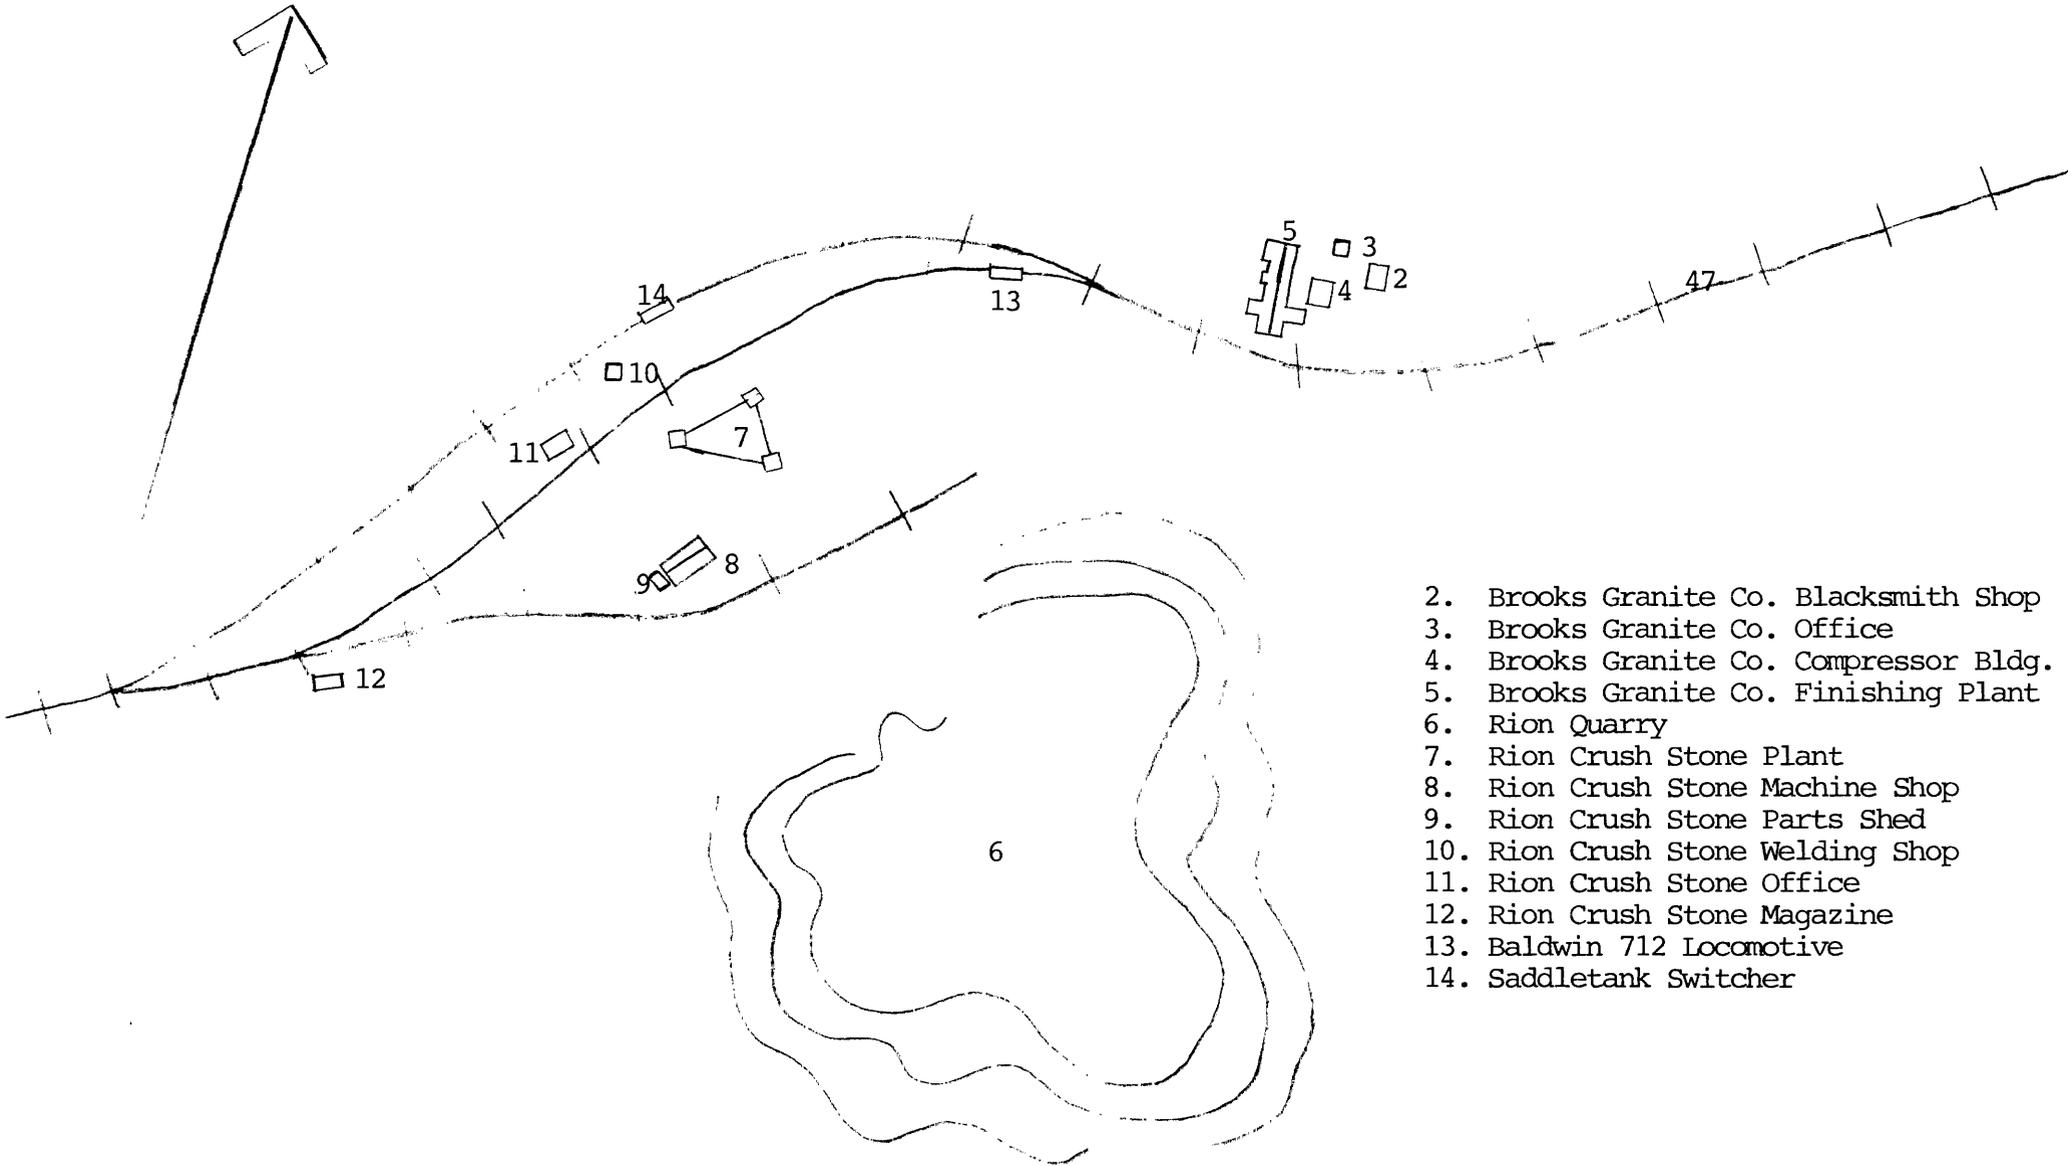 5
3
2
4
47
14
13
10
7
11
8
9
12
6
2. Brooks Granite Co. Blacksmith Shop
3. Brooks Granite Co. Office
4. Brooks Granite Co. Compressor Bldg.
5. Brooks Granite Co. Finishing Plant
6. Rion Quarry
7. Rion Crush Stone Plant
8. Rion Crush Stone Machine Shop
9. Rion Crush Stone Parts Shed
10. Rion Crush Stone Welding Shop
11. Rion Crush Stone Office
12. Rion Crush Stone Magazine
13. Baldwin 712 Locomotive
14. Saddletank Switcher